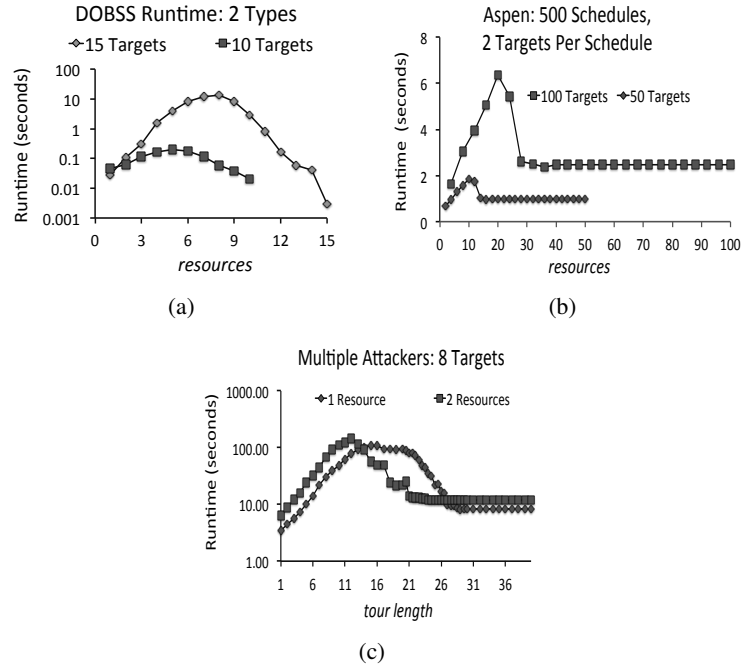 DOBSS Runtime: 2 Types
15 Targets 10 Targets
Runtime (seconds)
100
10
1
0.1
0.01
0.001
0 3 6 9 12 15
resources
(a)
Aspen: 500 Schedules,
2 Targets Per Schedule
100 Targets 50 Targets
Runtime (seconds)
8
6
4
2
0
0 10 20 30 40 50 60 70 80 90 100
resources
(b)
Multiple Attackers: 8 Targets
1 Resource 2 Resources
Runtime (seconds)
1000.00
100.00
10.00
1.00
1 6 11 16 21 26 31 36
tour length
(c)